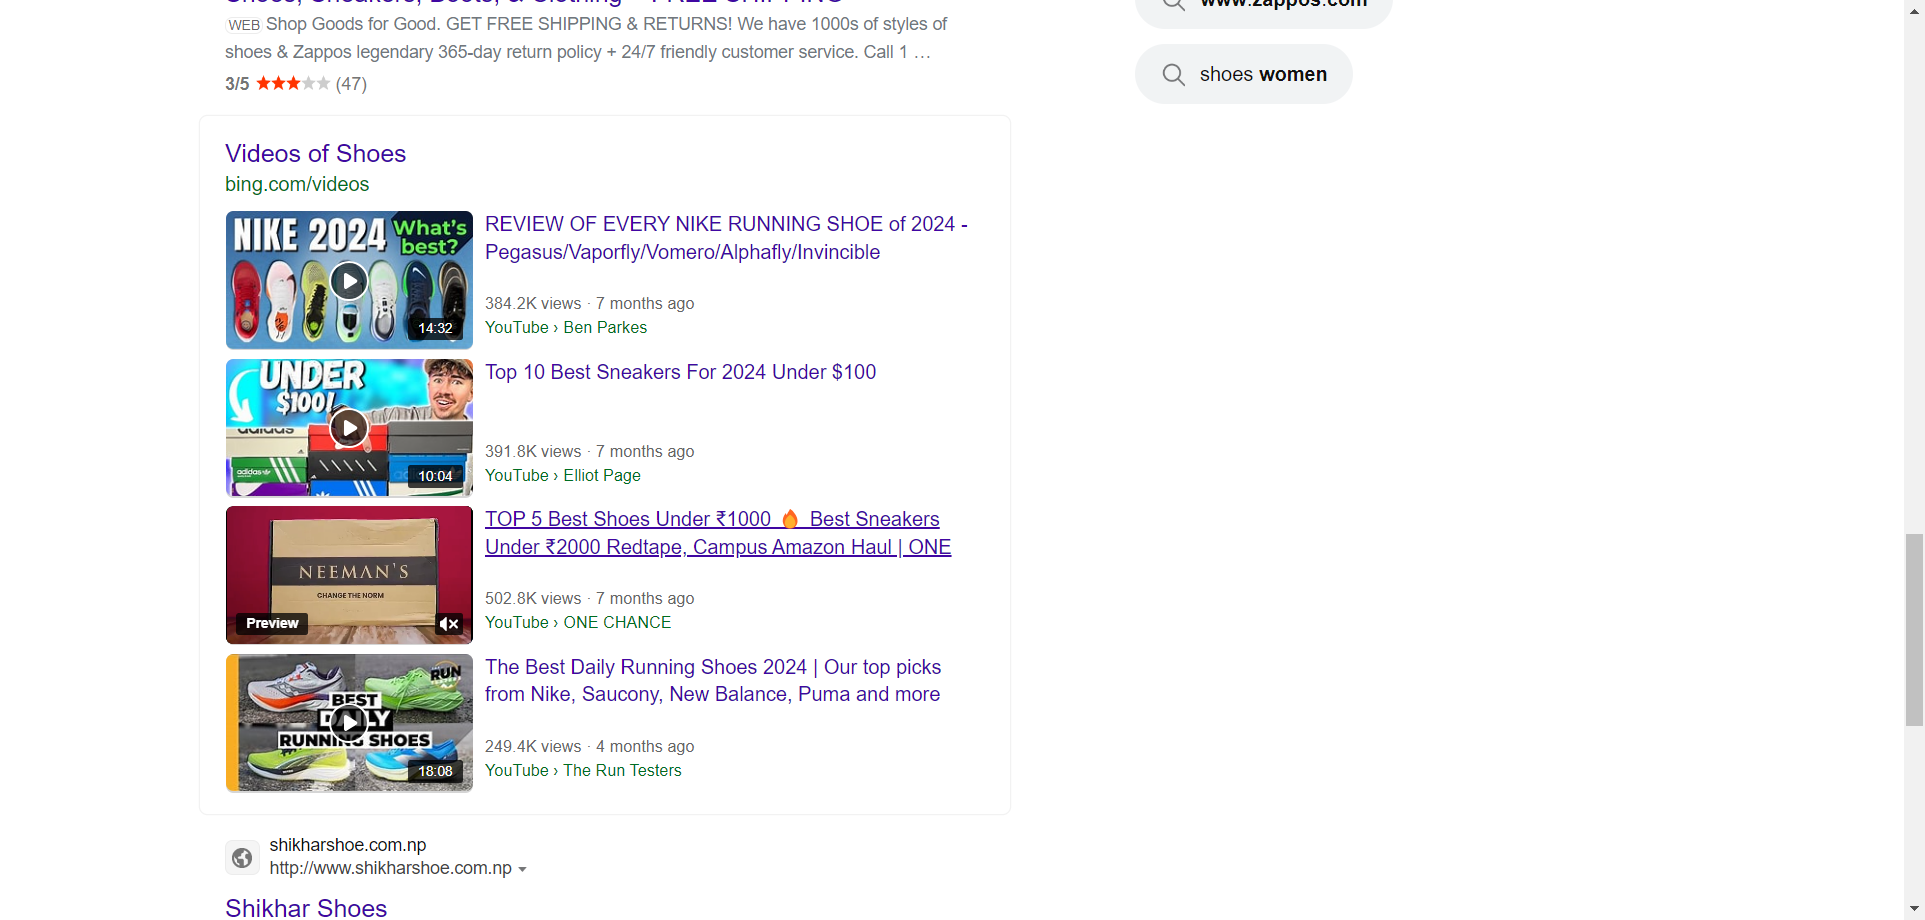 WEB Shop Goods for Good. GET FREE SHIPPING & RETURNS! We have 1000s of styles of
shoes & Zappos legendary 365-day return policy + 24/7 friendly customer service. Call 1 …
3/5 (47)
www.zappos.com
shoes women
Videos of Shoes
bing.com/videos
NIKE 2024 What's
best?
14:32
REVIEW OF EVERY NIKE RUNNING SHOE of 2024 -
Pegasus/Vaporfly/Vomero/Alphafly/Invincible
384.2K views · 7 months ago
YouTube › Ben Parkes
UNDER
$100!
adidas
adidas
10:04
Top 10 Best Sneakers For 2024 Under $100
391.8K views · 7 months ago
YouTube › Elliot Page
NEEMAN'S
CHANGE THE NORM
Preview
TOP 5 Best Shoes Under ₹1000 🔥 Best Sneakers
Under ₹2000 Redtape, Campus Amazon Haul | ONE
502.8K views · 7 months ago
YouTube › ONE CHANCE
RUN
BEST
DAILY
RUNNING SHOES
18:08
The Best Daily Running Shoes 2024 | Our top picks
from Nike, Saucony, New Balance, Puma and more
249.4K views · 4 months ago
YouTube › The Run Testers
shikharshoe.com.np
http://www.shikharshoe.com.np
Shikhar Shoes